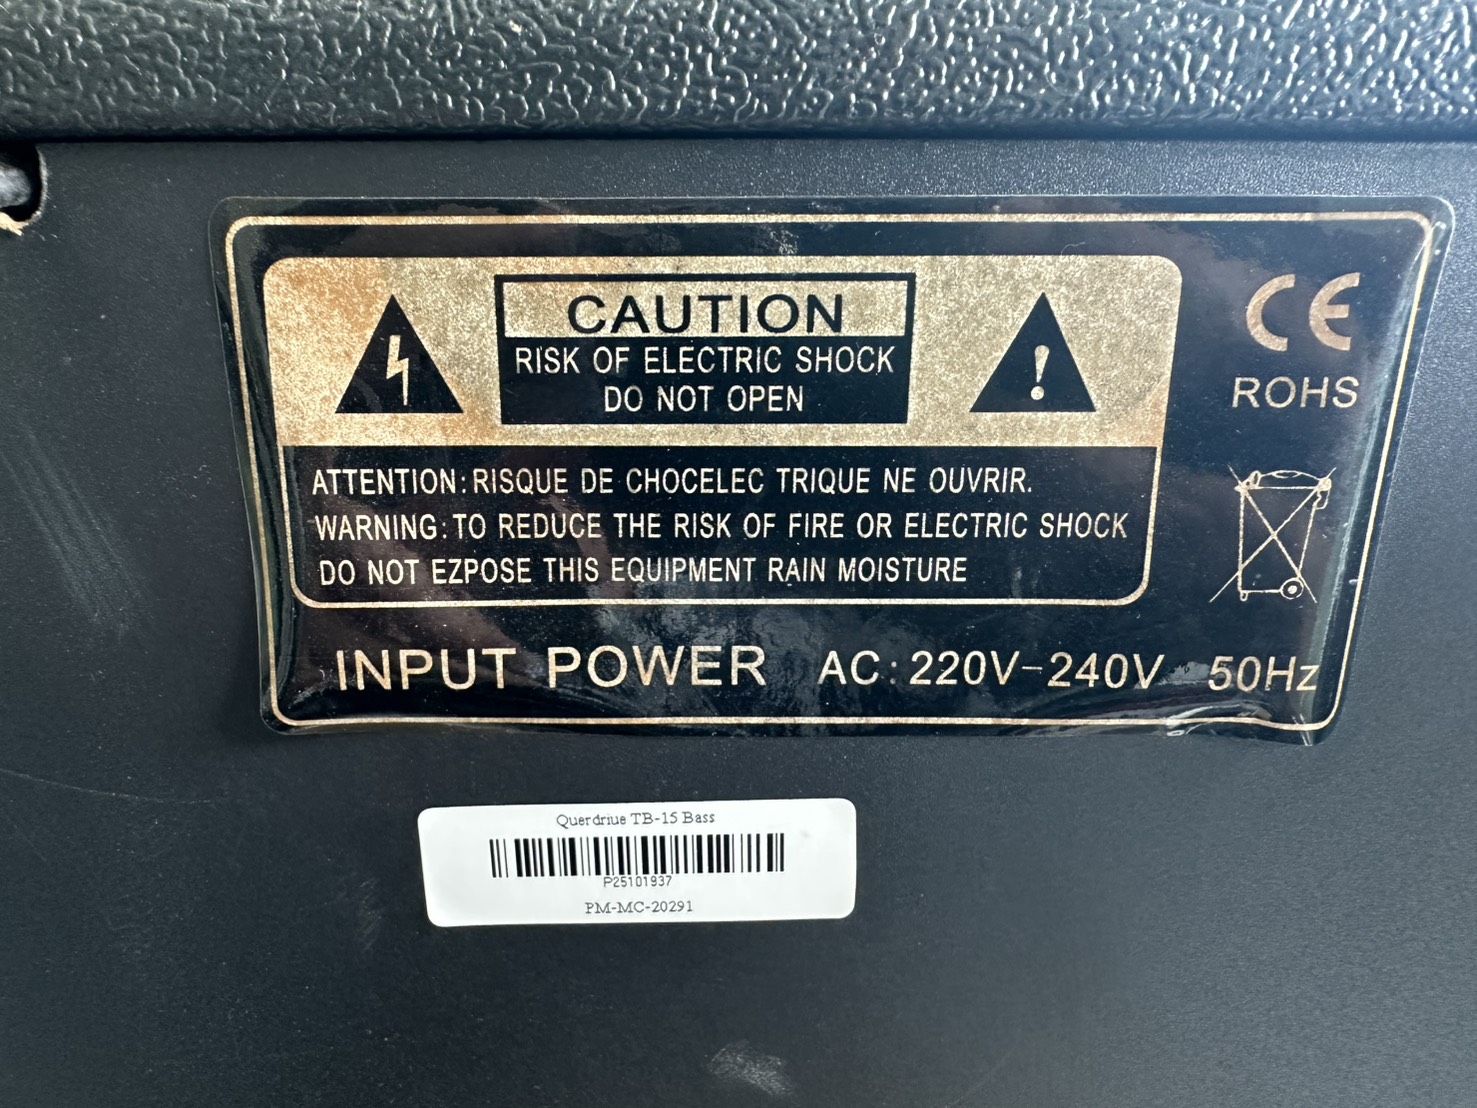 CAUTION
RISK OF ELECTRIC SHOCK
DO NOT OPEN
CE
ROHS
ATTENTION: RISQUE DE CHOCELEC TRIQUE NE OUVRIR.
WARNING: TO REDUCE THE RISK OF FIRE OR ELECTRIC SHOCK
DO NOT EZPOSE THIS EQUIPMENT RAIN MOISTURE
INPUT POWER AC: 220V-240V 50Hz
Querdriue TB-15 Bass
P25101937
PM-MC-20291